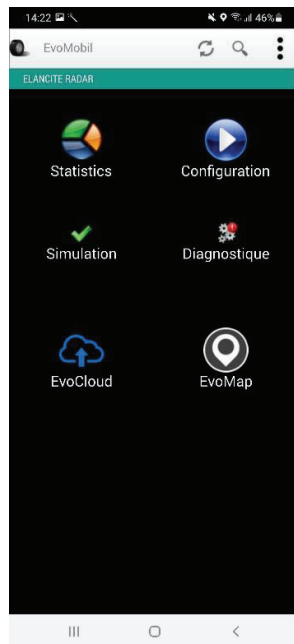 14:22 46%
EvoMobil
ELANCITE RADAR
Statistics Configuration
Simulation Diagnostique
EvoCloud EvoMap